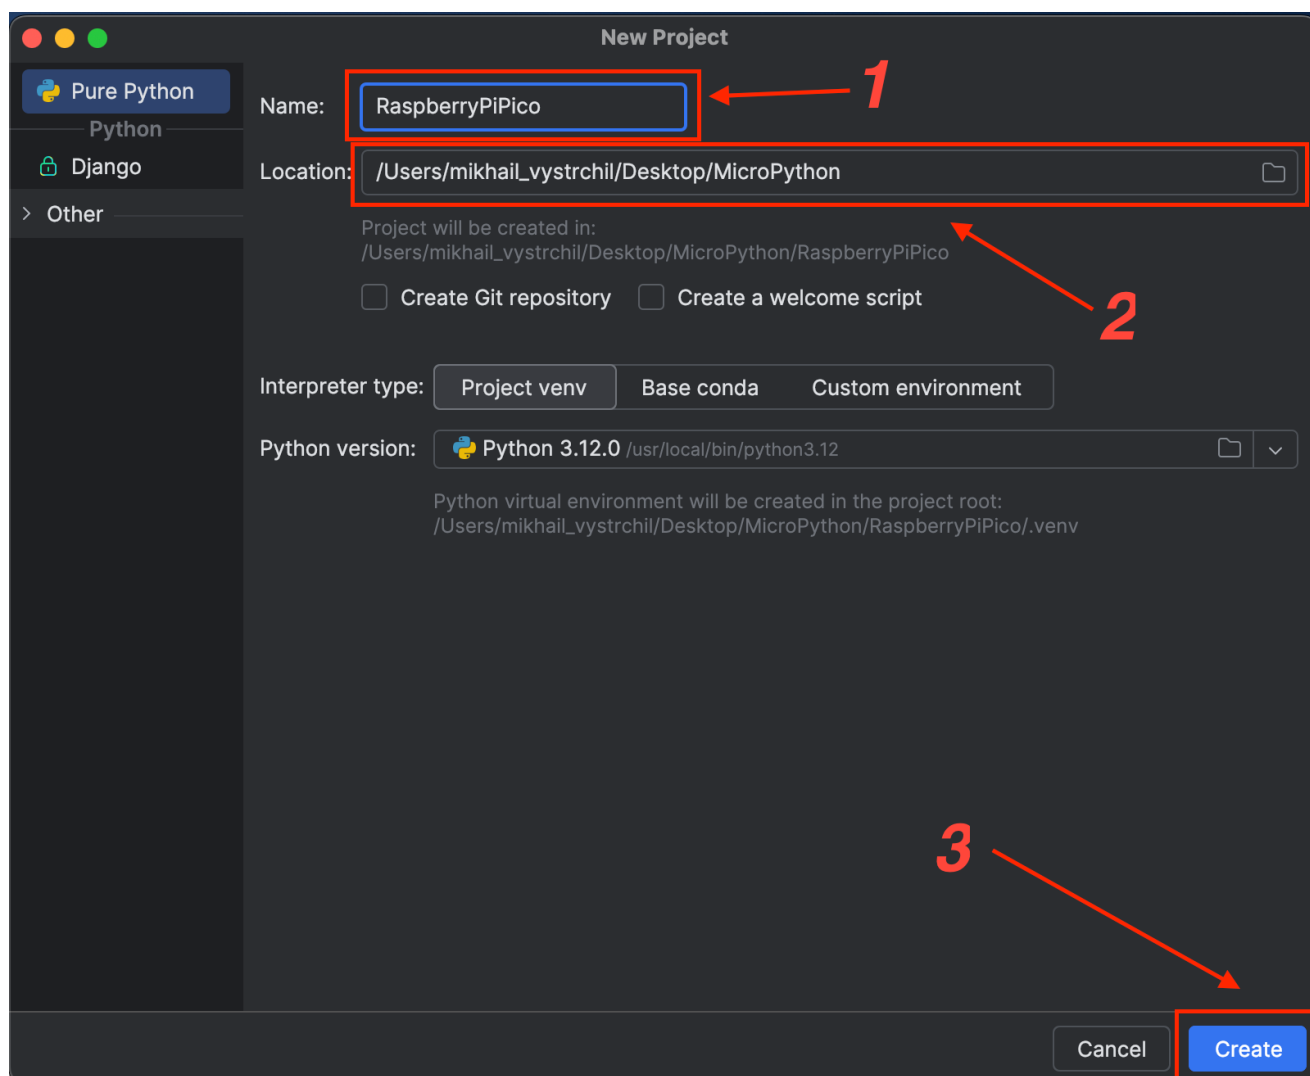 New Project
Pure Python
Python
Django
Other
Name: RaspberryPiPico
1
Location: /Users/mikhail_vystrchil/Desktop/MicroPython
Project will be created in:
/Users/mikhail_vystrchil/Desktop/MicroPython/RaspberryPiPico
Create Git repository Create a welcome script
2
Interpreter type: Project venv Base conda Custom environment
Python version: Python 3.12.0 /usr/local/bin/python3.12
Python virtual environment will be created in the project root:
/Users/mikhail_vystrchil/Desktop/MicroPython/RaspberryPiPico/.venv
3
Cancel Create